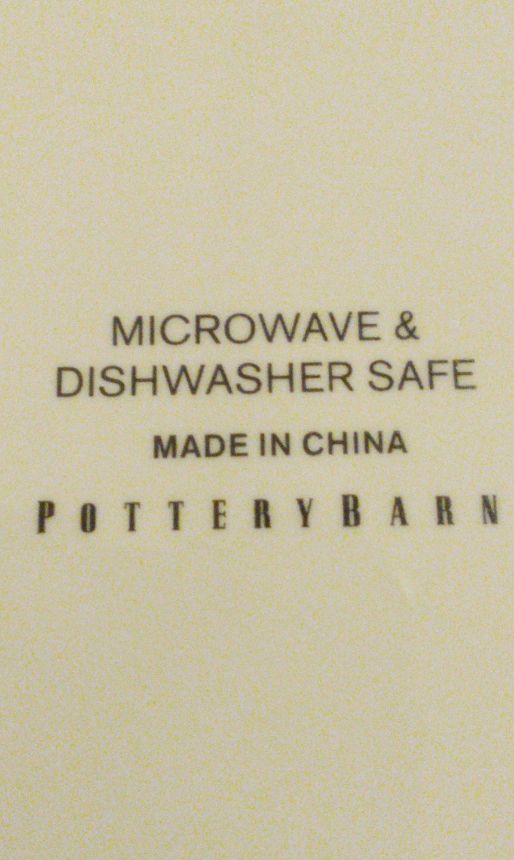 MICROWAVE &
DISHWASHER SAFE
MADE IN CHINA
POTTERYBARN